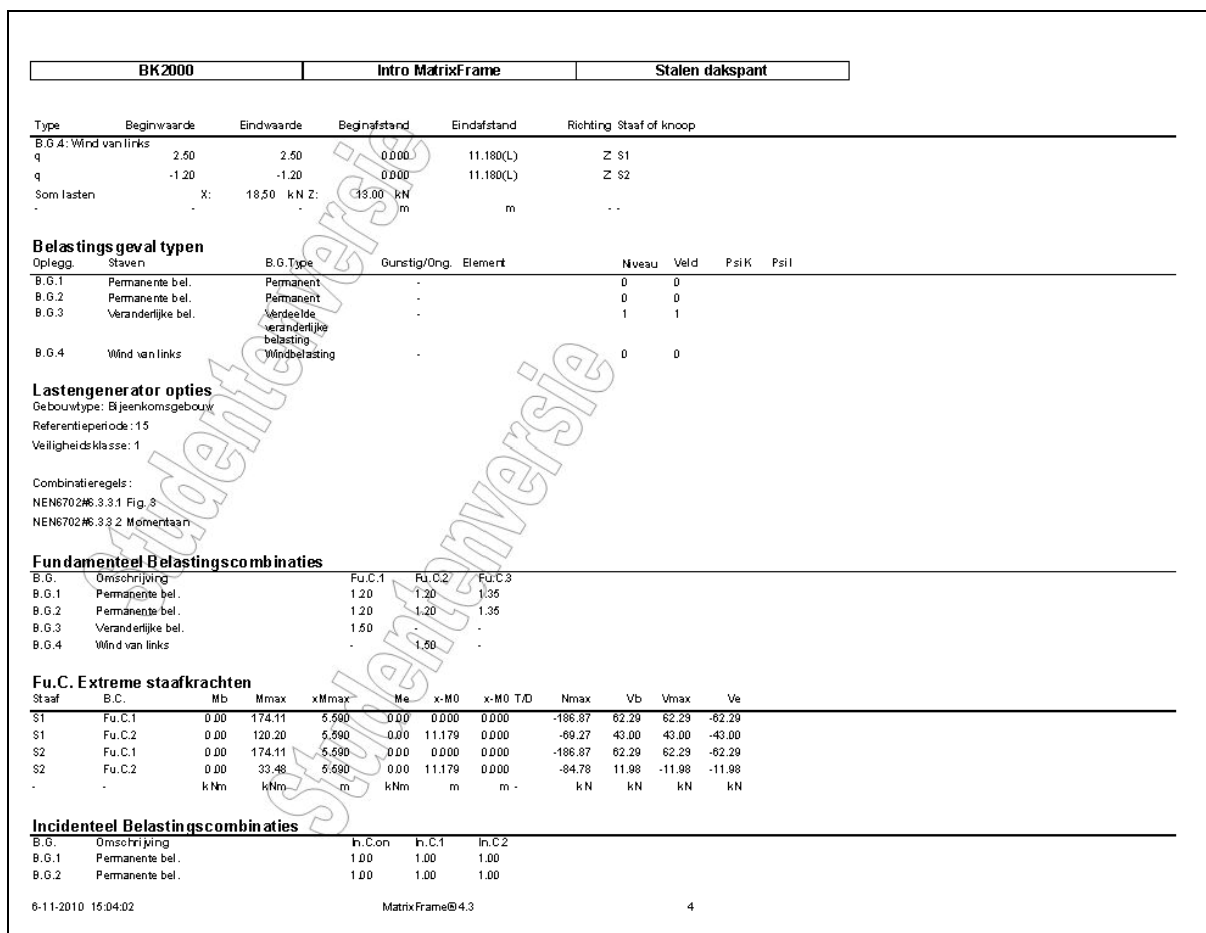 BK2000 Intro MatrixFrame Stalen dakspant
Type Beginwaarde Eindwaarde Beginafstand Eindafstand Richting Staaf of knoop
B.G.4: Wind van links
q 2.50 2.50 0.000 11.180(L) Z S1
q -1.20 -1.20 0.000 11.180(L) Z S2
Som lasten X: 18,50 kN Z: 13.00 kN
- - - m m - -
Belastingsgeval typen
Oplegg. Staven B.G.Type Gunstig/Ong. Element Niveau Veld PsiK Psil
B.G.1 Permanente bel. Permanent - 0 0
B.G.2 Permanente bel. Permanent - 0 0
B.G.3 Veranderlijke bel. Verdeelde - 1 1
veranderlijke
belasting
B.G.4 Wind van links Windbelasting - 0 0
Lastengenerator opties
Gebouwtype: Bijeenkomsgebouw
Referentieperiode: 15
Veiligheidsklasse: 1
Combinatieregels :
NEN6702#6.3.3.1 Fig. 3
NEN6702#6.3.3.2 Momentaan
Fundamenteel Belastingscombinaties
B.G. Omschrijving Fu.C.1 Fu.C.2 Fu.C.3
B.G.1 Permanente bel. 1.20 1.20 1.35
B.G.2 Permanente bel. 1.20 1.20 1.35
B.G.3 Veranderlijke bel. 1.50 - -
B.G.4 Wind van links - 1.50 -
Fu.C. Extreme staafkrachten
Staaf B.C. Mb Mmax xMmax Me x-M0 x-M0 T/D Nmax Vb Vmax Ve
S1 Fu.C.1 0.00 174.11 5.590 0.00 0.000 0.000 -186.87 62.29 62.29 -62.29
S1 Fu.C.2 0.00 120.20 5.590 0.00 11.179 0.000 -69.27 43.00 43.00 -43.00
S2 Fu.C.1 0.00 174.11 5.590 0.00 0.000 0.000 -186.87 62.29 62.29 -62.29
S2 Fu.C.2 0.00 33.48 5.590 0.00 11.179 0.000 -84.78 11.98 -11.98 -11.98
- - kNm kNm m kNm m m - kN kN kN kN
Incidenteel Belastingscombinaties
B.G. Omschrijving In.C.on In.C.1 In.C.2
B.G.1 Permanente bel. 1.00 1.00 1.00
B.G.2 Permanente bel. 1.00 1.00 1.00
6-11-2010 15:04:02 MatrixFrame® 4.3 4
Studentenversie
Studentenversie